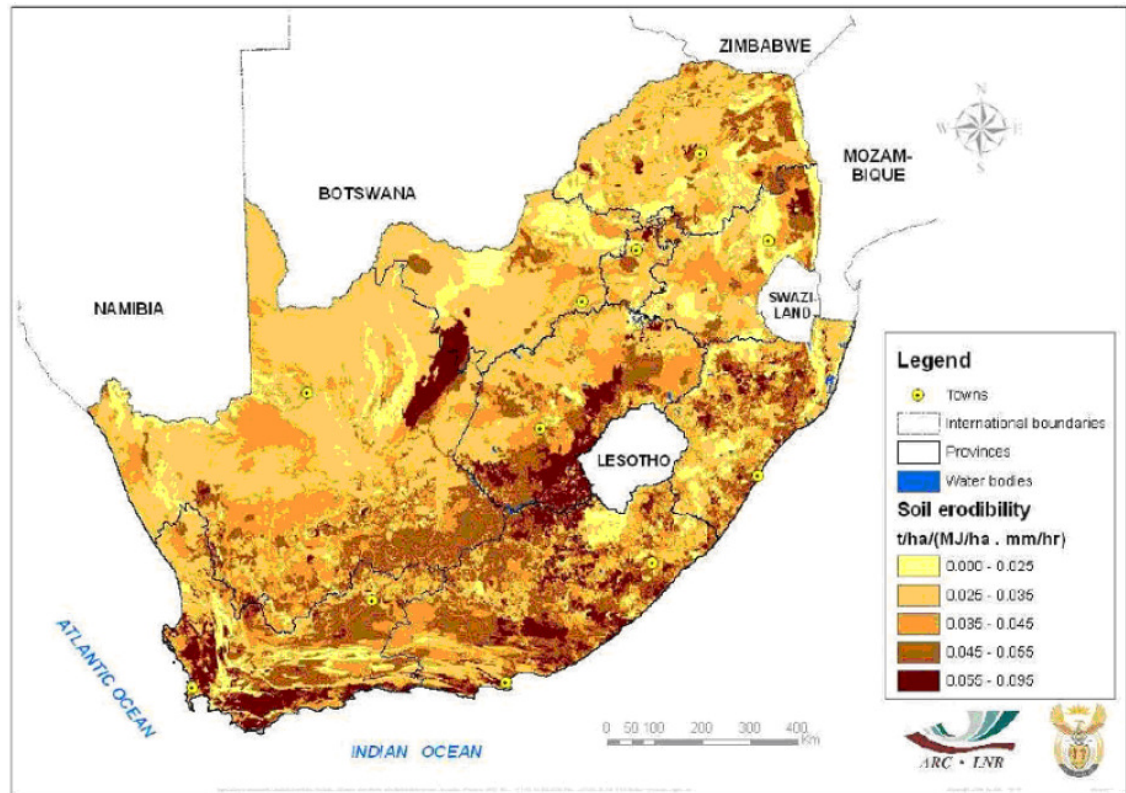 ZIMBABWE
N
W
E
S
MOZAM-
BIQUE
BOTSWANA
NAMIBIA
SWAZI-
LAND
LESOTHO
Legend
Towns
International boundaries
Provinces
Water bodies
Soil erodibility
t/ha/(MJ/ha . mm/hr)
0.000 - 0.025
0.025 - 0.035
0.035 - 0.045
0.045 - 0.055
0.055 - 0.095
ATLANTIC OCEAN
INDIAN OCEAN
0 50 100 200 300 400
Km
ARC • LNR